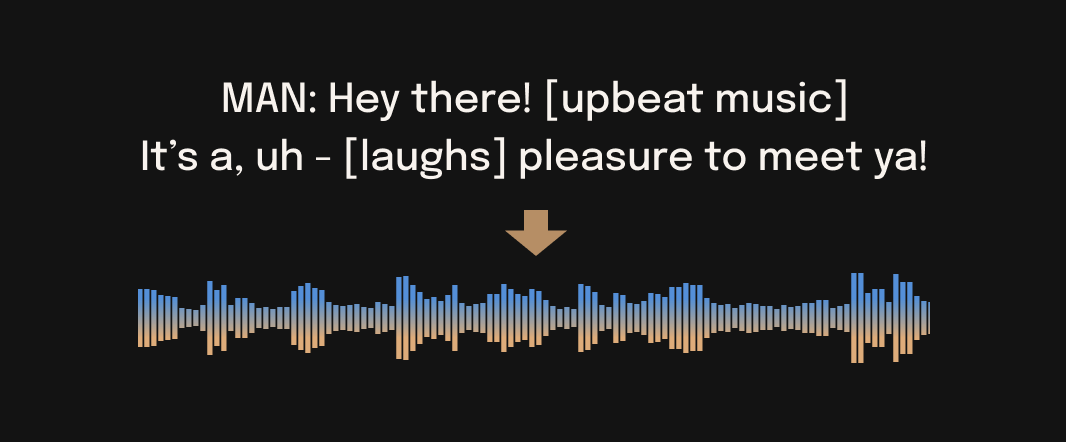 MAN: Hey there! [upbeat music]
It’s a, uh – [laughs] pleasure to meet ya!